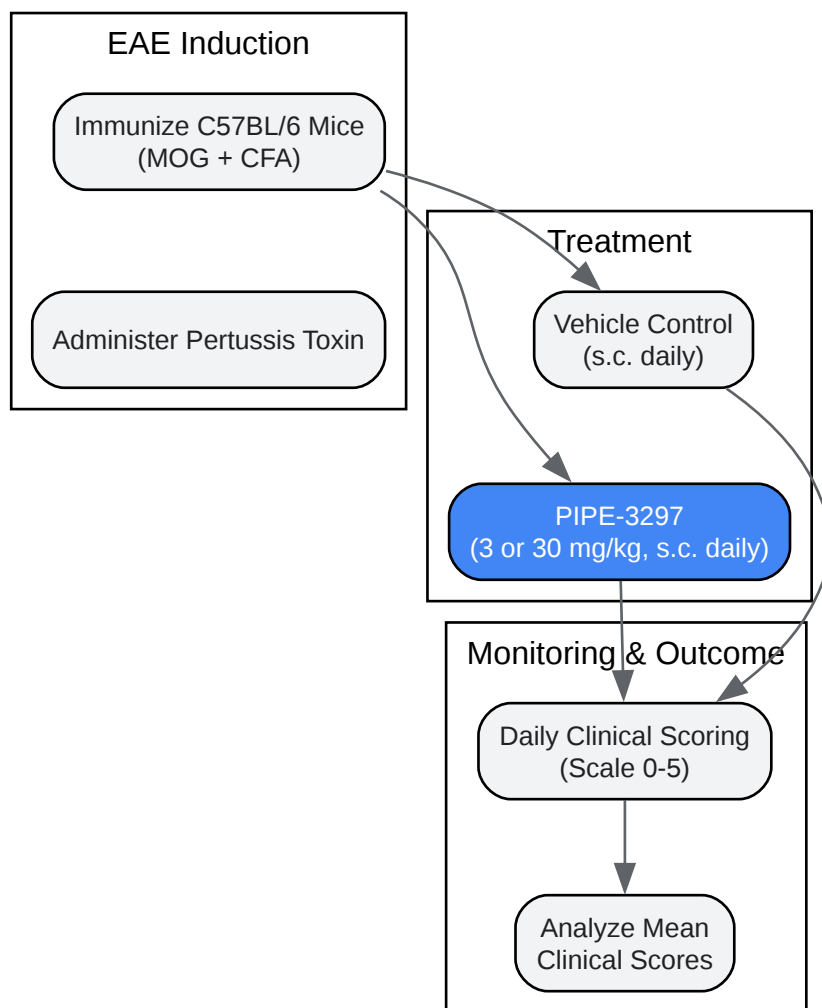 EAE Induction
Immunize C57BL/6 Mice
(MOG + CFA)
Administer Pertussis Toxin
Treatment
Vehicle Control
(s.c. daily)
PIPE-3297
(3 or 30 mg/kg, s.c. daily)
Monitoring & Outcome
Daily Clinical Scoring
(Scale 0-5)
Analyze Mean
Clinical Scores